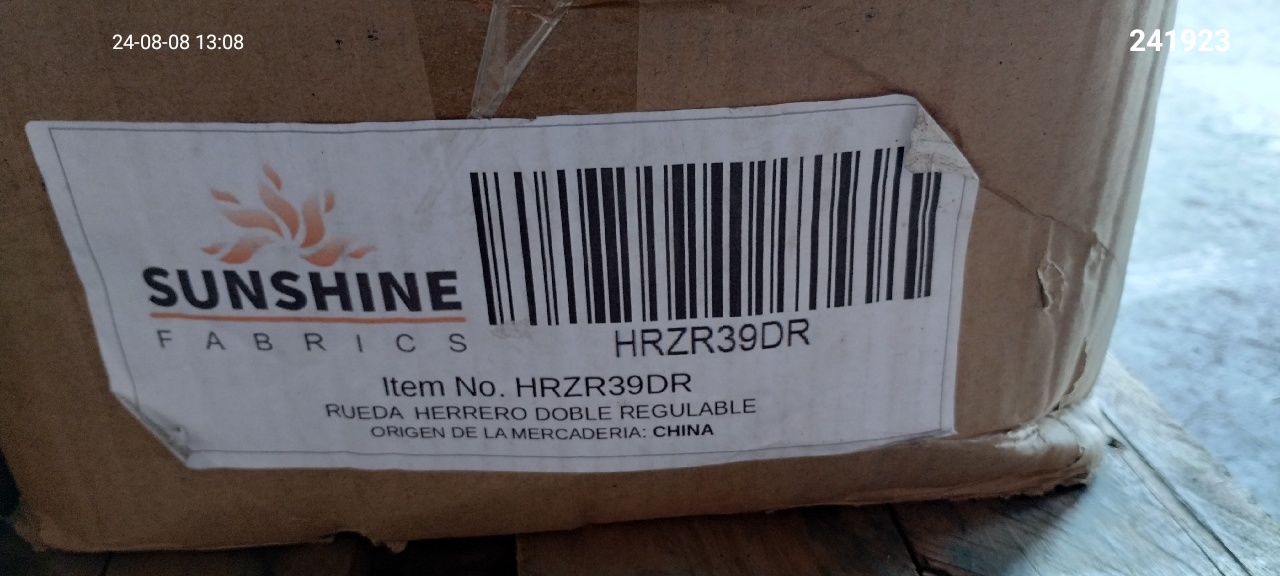 24-08-08 13:08
241923
SUNSHINE
FABRICS
HRZR39DR
Item No. HRZR39DR
RUEDA HERRERO DOBLE REGULABLE
ORIGEN DE LA MERCADERIA: CHINA